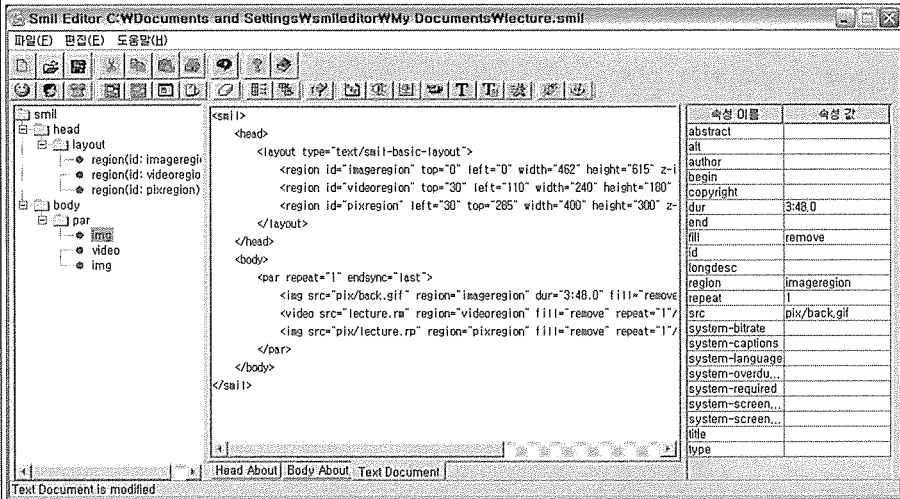 Smil Editor C:₩Documents and Settings₩smileditor₩My Documents₩lecture.smil
파일(F) 편집(E) 도움말(H)
smil
head
layout
region(id: imageregi
region(id: videoregio
region(id: pixregion)
body
par
img
video
img
<smil>
<head>
<layout type="text/smil-basic-layout">
<region id="imageregion" top="0" left="0" width="462" height="615" z-i
<region id="videoregion" top="30" left="110" width="240" height="180"
<region id="pixregion" left="30" top="285" width="400" height="300" z-
</layout>
</head>
<body>
<par repeat="1" endsync="last">
<img src="pix/back.gif" region="imageregion" dur="3:48.0" fill="remove
<video src="lecture.rm" region="videoregion" fill="remove" repeat="1"/
<img src="pix/lecture.rp" region="pixregion" fill="remove" repeat="1"/
</par>
</body>
</smil>
Head About Body About Text Document
속성 이름 속성 값
abstract
alt
author
begin
copyright
dur 3:48.0
end
fill remove
id
longdesc
region imageregion
repeat 1
src pix/back.gif
system-bitrate
system-captions
system-language
system-overdu...
system-required
system-screen...
system-screen...
title
type
Text Document is modified